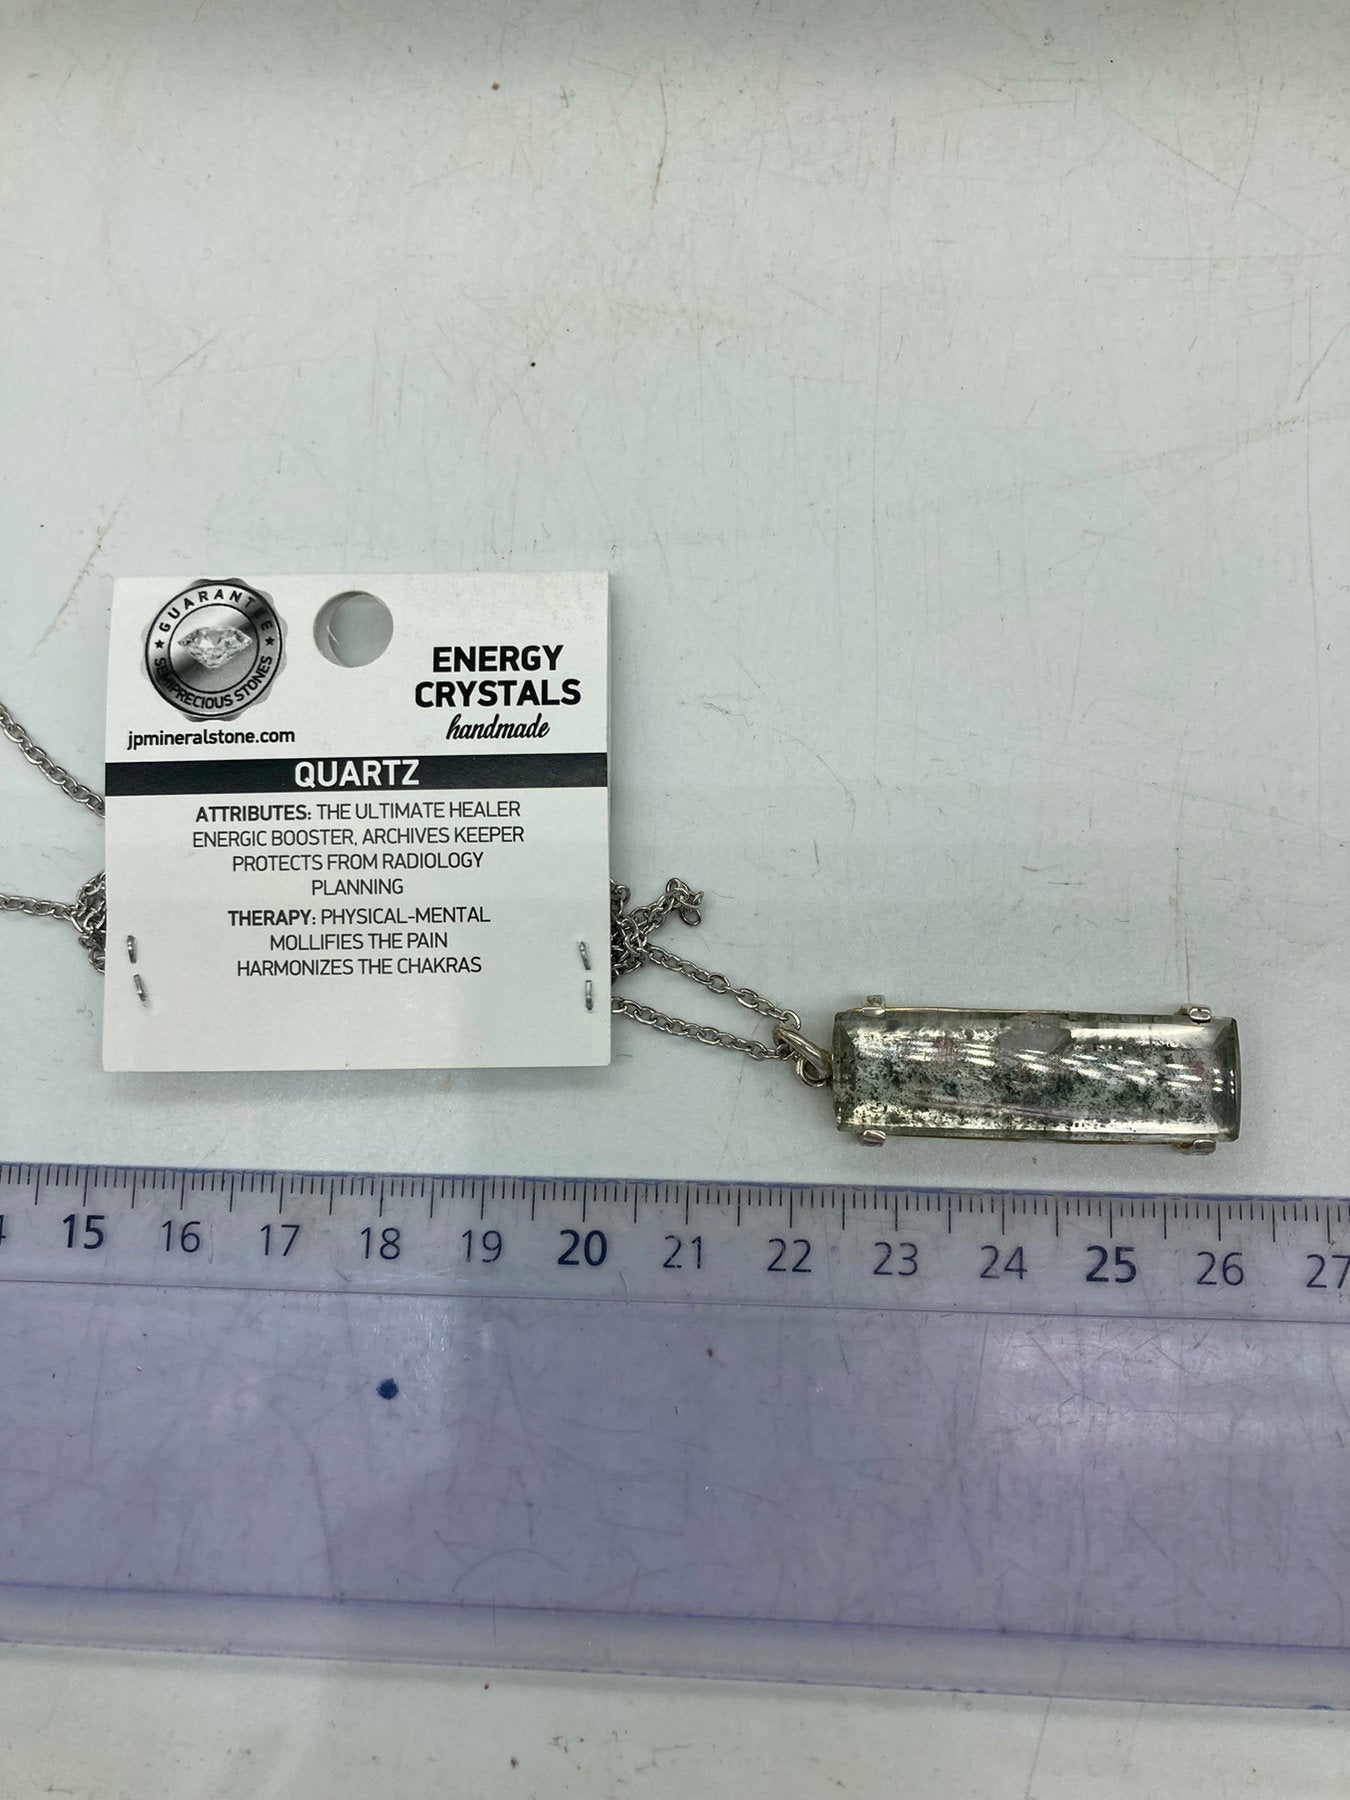 GUARANTEE
SEMIPRECIOUS STONES
jpmineralstone.com
ENERGY
CRYSTALS
handmade
QUARTZ
ATTRIBUTES: THE ULTIMATE HEALER
ENERGIC BOOSTER, ARCHIVES KEEPER
PROTECTS FROM RADIOLOGY
PLANNING
THERAPY: PHYSICAL-MENTAL
MOLLIFIES THE PAIN
HARMONIZES THE CHAKRAS
4 15 16 17 18 19 20 21 22 23 24 25 26 27